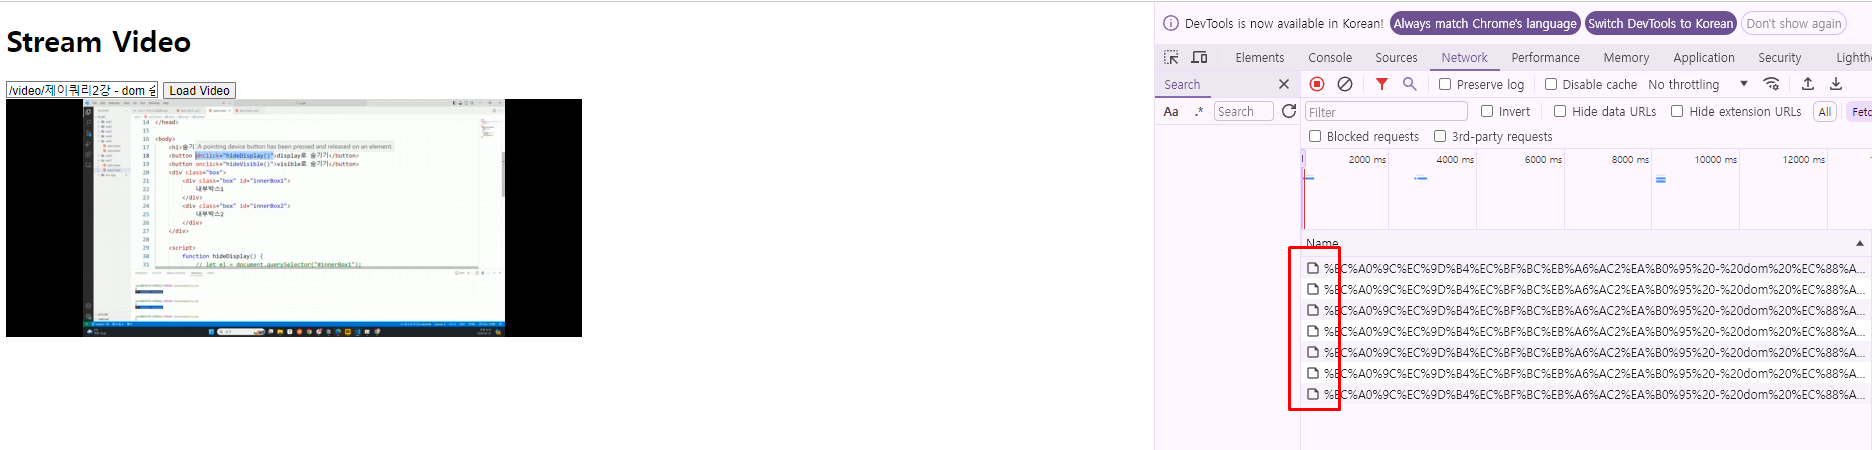 Stream Video
/video/제이쿼리2강 - dom 숨
Load Video
14 </head>
15
16 <body>
17 A pointing device button has been pressed and released on an element.
18 <button onclick="hideDisplay()">display로 숨기기</button>
19 <button onclick="hideVisible()">visible로 숨기기</button>
20 <div class="box">
21 <div class="box" id="innerBox1">
22 내부박스1
23 </div>
24 <div class="box" id="innerBox2">
25 내부박스2
26 </div>
27 </div>
28
29 <script>
30 function hideDisplay() {
31 // let el = document.querySelector("#innerBox1");
DevTools is now available in Korean! Always match Chrome's language Switch DevTools to Korean Don't show again
Elements Console Sources Network Performance Memory Application Security Lighth
Search
Preserve log Disable cache No throttling
Aa .* Search
Filter Invert Hide data URLs Hide extension URLs All Fetc
Blocked requests 3rd-party requests
2000 ms 4000 ms 6000 ms 8000 ms 10000 ms 12000 ms
Name
%EC%A0%9C%EC%9D%B4%EC%BF%BC%EB%A6%AC2%EA%B0%95%20-%20dom%20%EC%88%A...
%EC%A0%9C%EC%9D%B4%EC%BF%BC%EB%A6%AC2%EA%B0%95%20-%20dom%20%EC%88%A...
%EC%A0%9C%EC%9D%B4%EC%BF%BC%EB%A6%AC2%EA%B0%95%20-%20dom%20%EC%88%A...
%EC%A0%9C%EC%9D%B4%EC%BF%BC%EB%A6%AC2%EA%B0%95%20-%20dom%20%EC%88%A...
%EC%A0%9C%EC%9D%B4%EC%BF%BC%EB%A6%AC2%EA%B0%95%20-%20dom%20%EC%88%A...
%EC%A0%9C%EC%9D%B4%EC%BF%BC%EB%A6%AC2%EA%B0%95%20-%20dom%20%EC%88%A...
%EC%A0%9C%EC%9D%B4%EC%BF%BC%EB%A6%AC2%EA%B0%95%20-%20dom%20%EC%88%A...